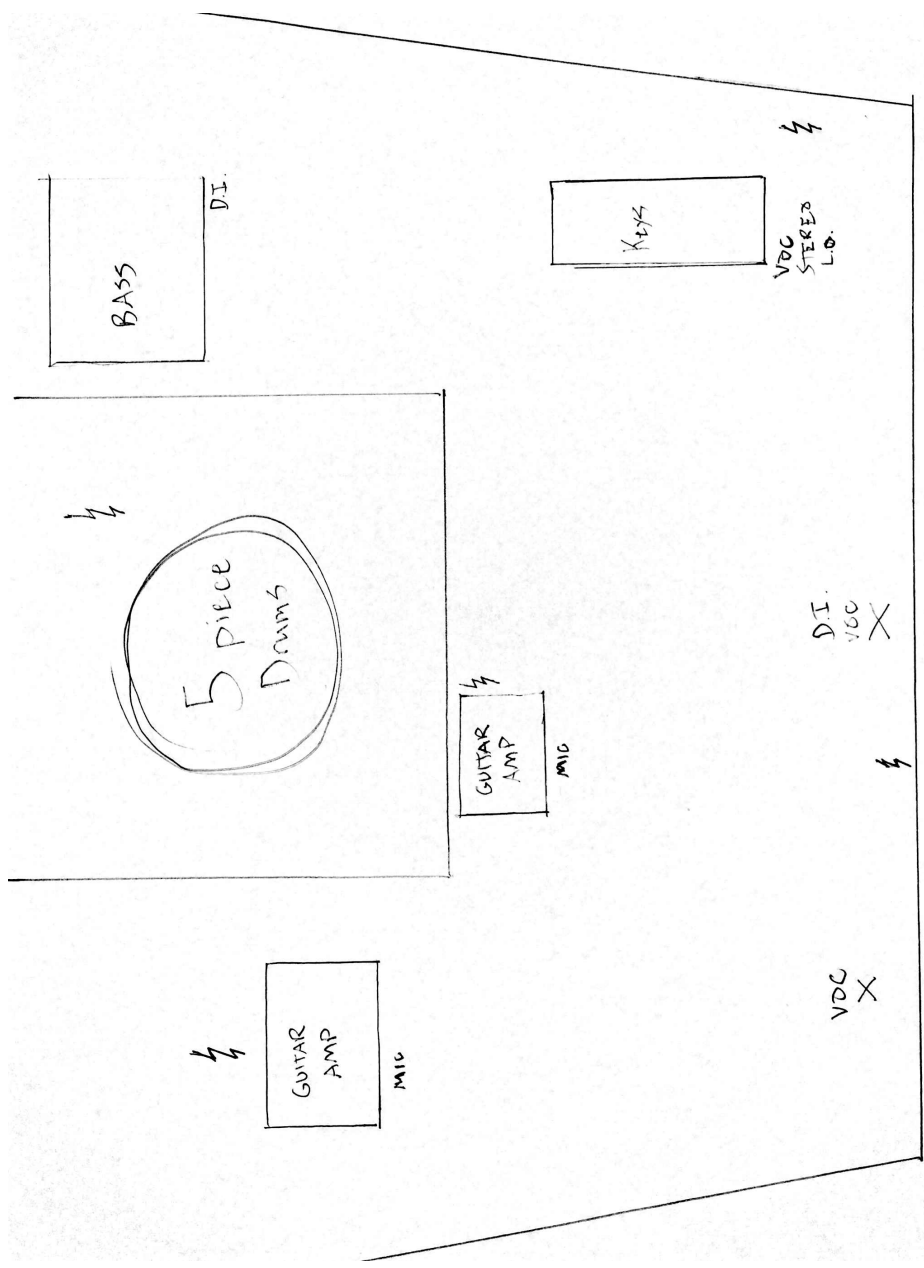 BASS
D.I.
5 piece
Drums
GUITAR
AMP
MIC
GUITAR
AMP
MIC
Keys
VOC
STEREO
L.O.
VOC
X
D.I.
VOC
X